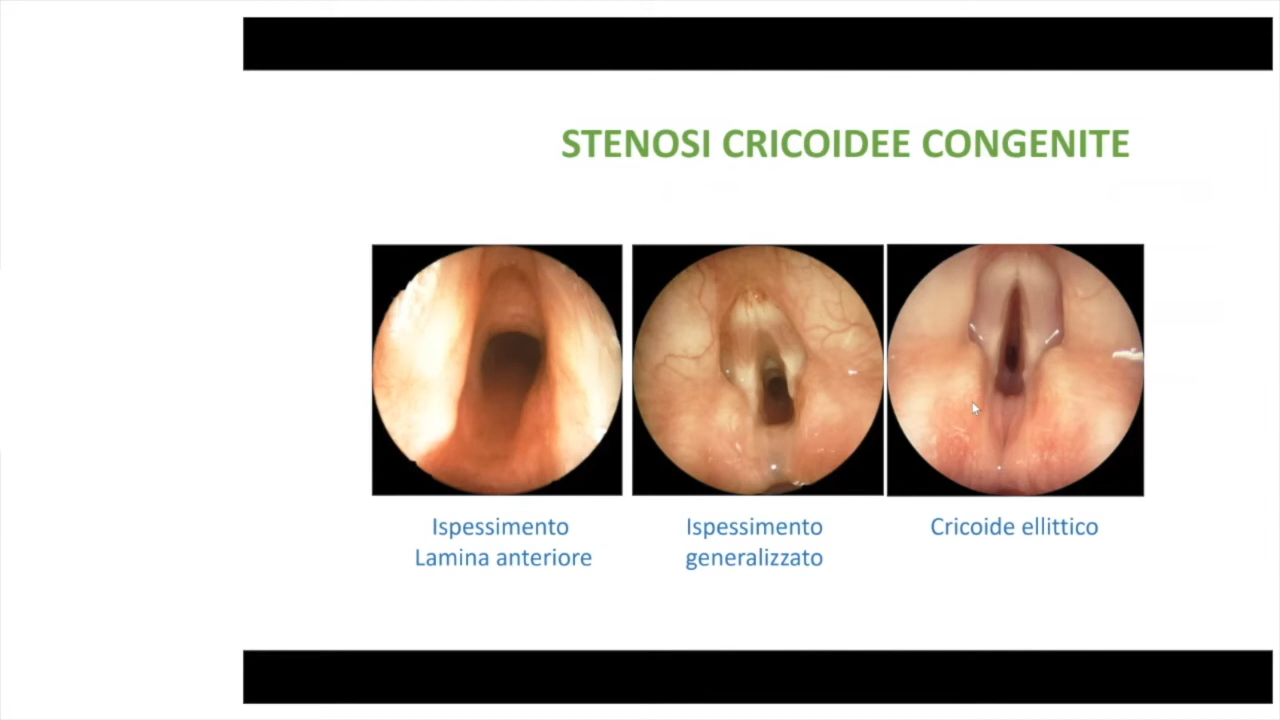 STENOSI CRICOIDEE CONGENITE
Ispessimento
Lamina anteriore
Ispessimento
generalizzato
Cricoide ellittico